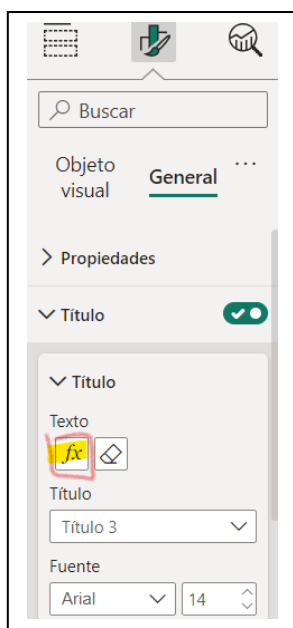 Buscar
Objeto
visual
General
...
Propiedades
Título
Título
Texto
fx
Título
Título 3
Fuente
Arial
14